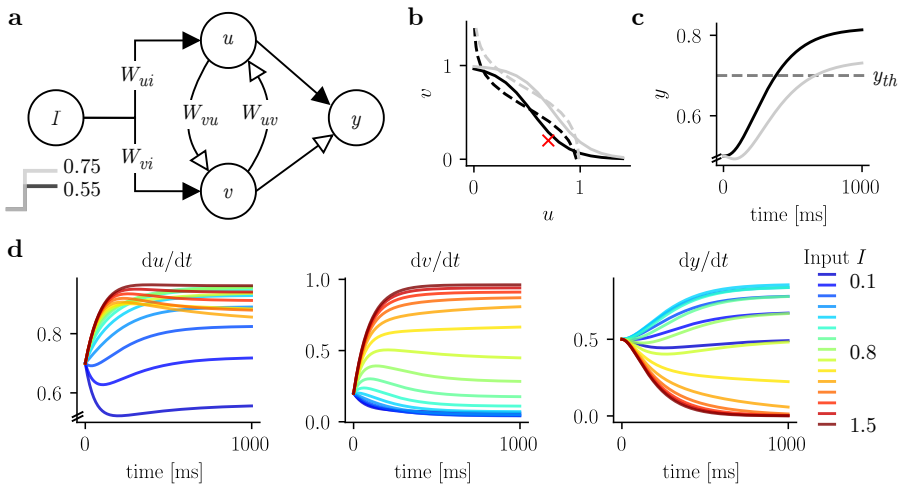 a
I
W_ui
W_vi
u
W_vu
W_uv
v
y
0.75
0.55
b
v
1
0
0
1
u
c
y
0.8
0.6
y_th
0
1000
time [ms]
d
du/dt
0.8
0.6
0
1000
time [ms]
dv/dt
1.0
0.5
0.0
0
1000
time [ms]
dy/dt
0.5
0.0
0
1000
time [ms]
Input I
0.1
0.8
1.5